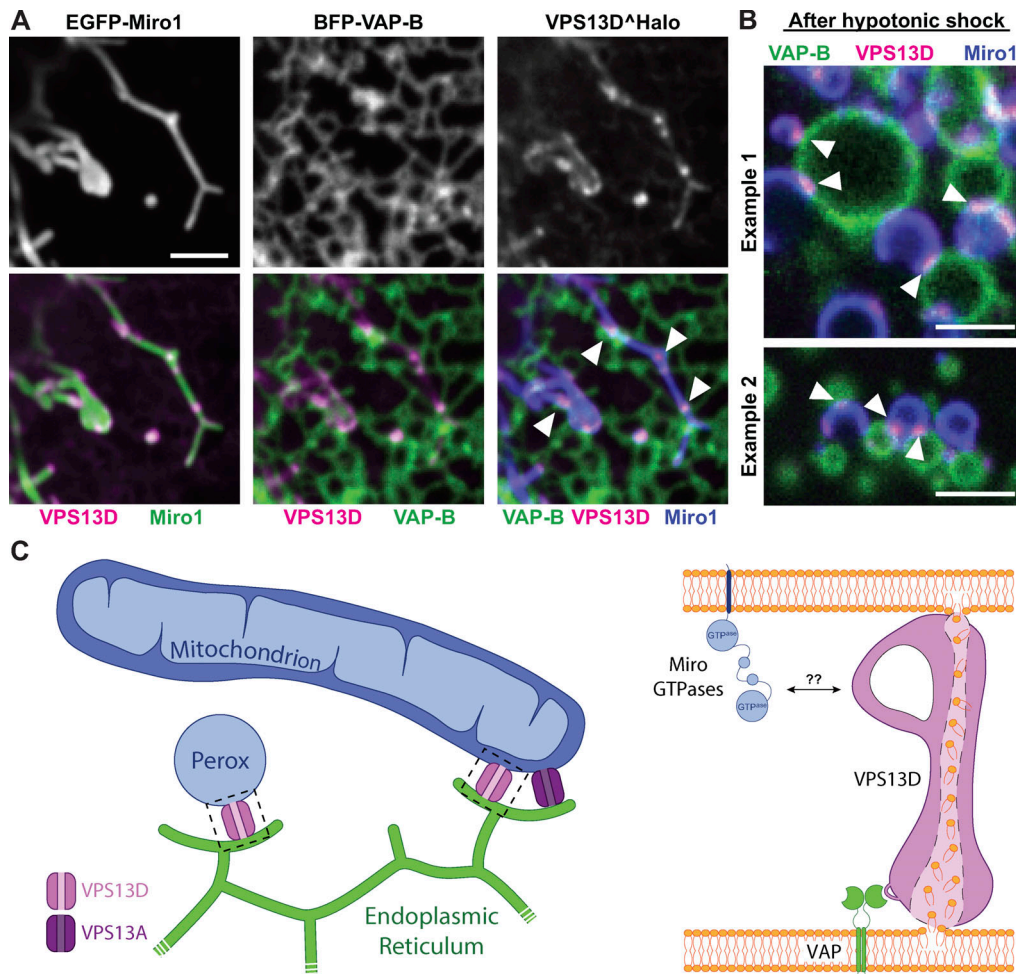 A
EGFP-Miro1
BFP-VAP-B
VPS13D^Halo
VPS13D Miro1
VPS13D VAP-B
VAP-B VPS13D Miro1
B
After hypotonic shock
VAP-B VPS13D Miro1
Example 1
Example 2
C
Mitochondrion
Perox
VPS13D
VPS13A
Endoplasmic
Reticulum
GTPase
Miro
GTPases
GTPase
??
VPS13D
VAP